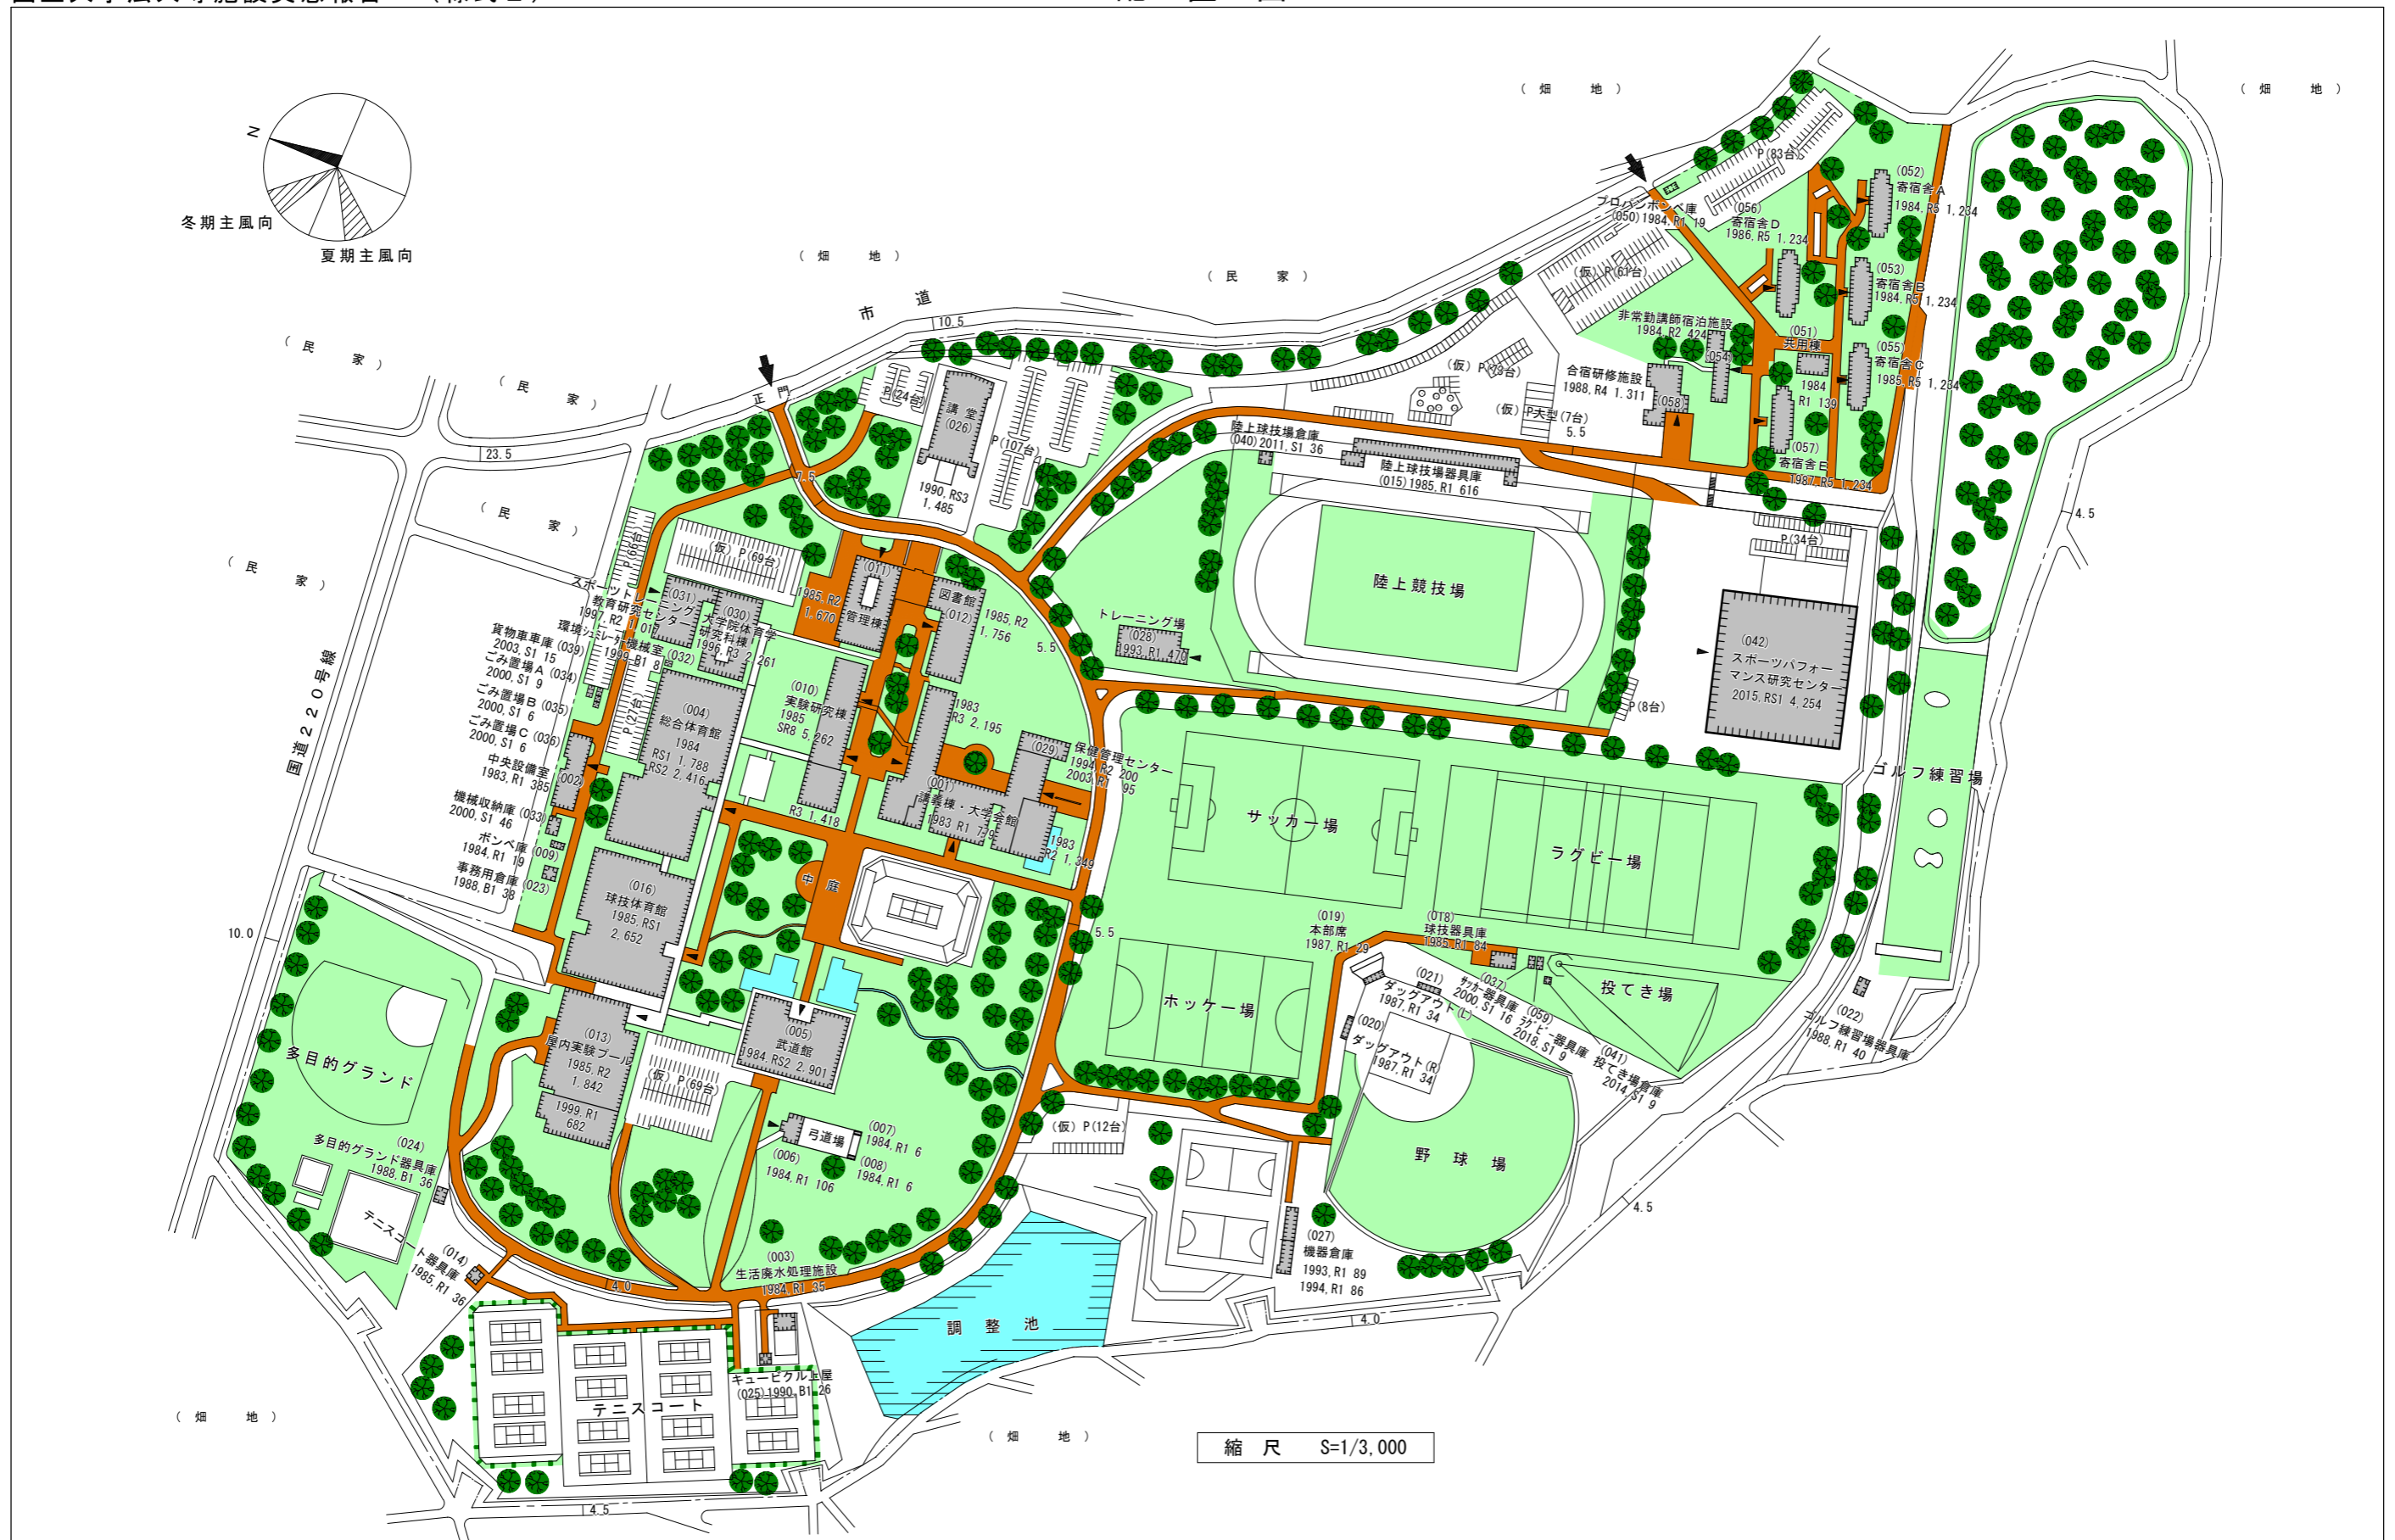 N
冬期主風向
夏期主風向
( 畑 地 )
( 畑 地 )
( 畑 地 )
( 民 家 )
市 道
10.5
( 民 家 )
( 民 家 )
( 民 家 )
( 民 家 )
23.5
正 門
7.5
国道220号線
10.0
P(24台)
講 堂
(026)
1990,RS3
1,485
P(107台)
P(66台)
(仮) P(69台)
スポーツトレーニング
教育研究センター
(031)
(030)
大学院体育学
研究科棟
1996,R3 2,261
環境シミュレータ機械室(032)
1999,R1 8
貨物車車庫(039)
2003,S1 15
ごみ置場A(034)
2000,S1 9
ごみ置場B(035)
2000,S1 6
ごみ置場C(036)
2000,S1 6
中央設備室
1983,R1 385
(002)
機械収納庫(033)
2000,S1 46
ボンベ庫(009)
1984,R1 19
事務用倉庫(023)
1988,B1 38
P(27台)
(011)
1985,R2
1,670
管理棟
図書館
(012)
1985,R2
1,756
5.5
(010)
実験研究棟
1985
SR8 5,262
R3 1,418
(004)
総合体育館
1984
RS1 1,788
RS2 2,416
1983
R3 2,195
(001)
講義棟・大学会館
1983 R1 779
(029)
保健管理センター
1994,R2 200
2003,R1 95
1983
R2 1,349
中 庭
(016)
球技体育館
1985,RS1
2,652
(013)
屋内実験プール
1985,R2
1,842
1999,R1
682
(仮) P(69台)
(005)
武道館
1984,RS2 2,901
弓道場
(006)
1984,R1 106
(007)
1984,R1 6
(008)
1984,R1 6
多目的グランド
(024)
多目的グランド器具庫
1988,B1 36
(014)
テニスコート器具庫
1985,R1 36
4.0
(003)
生活廃水処理施設
1984,R1 35
キュービクル上屋
(025)1990,B1 26
テニスコート
4.5
( 畑 地 )
( 畑 地 )
調 整 池
(仮) P(12台)
5.5
陸上球技場倉庫
(040)2011,S1 36
陸上球技場器具庫
(015)1985,R1 616
陸上競技場
トレーニング場
(028)
1993,R1,470
サッカー場
ラグビー場
ホッケー場
(019)
本部席
1987,R1 29
(018)
球技器具庫
1985,R1 84
(021)
ダッグアウト(L)
1987,R1 34
(020)
ダッグアウト(R)
1987,R1 34
(037)
サッカー器具庫
2000,S1 16
(059)
ラグビー器具庫
2018,S1 9
(041)
投てき場倉庫
2014,S1 9
投てき場
野 球 場
(027)
機器倉庫
1993,R1 89
1994,R1 86
4.0
4.5
(022)
ゴルフ練習場器具庫
1988,R1 40
ゴルフ練習場
P(8台)
P(34台)
(042)
スポーツパフォー
マンス研究センター
2015,RS1 4,254
4.5
プロパンボンベ庫
(050)1984,R1 19
P(83台)
(仮) P(61台)
(仮) P(73台)
(仮) P大型(7台)
5.5
非常勤講師宿泊施設
1984,R2 424
(054)
合宿研修施設
1988,R4 1,311
(058)
(056)
寄宿舎D
1986,R5 1,234
(052)
寄宿舎A
1984,R5 1,234
(053)
寄宿舎B
1984,R5 1,234
(051)
共用棟
1984
R1 139
(055)
寄宿舎C
1985,R5 1,234
(057)
寄宿舎E
1987,R5 1,234
縮 尺 S=1/3,000